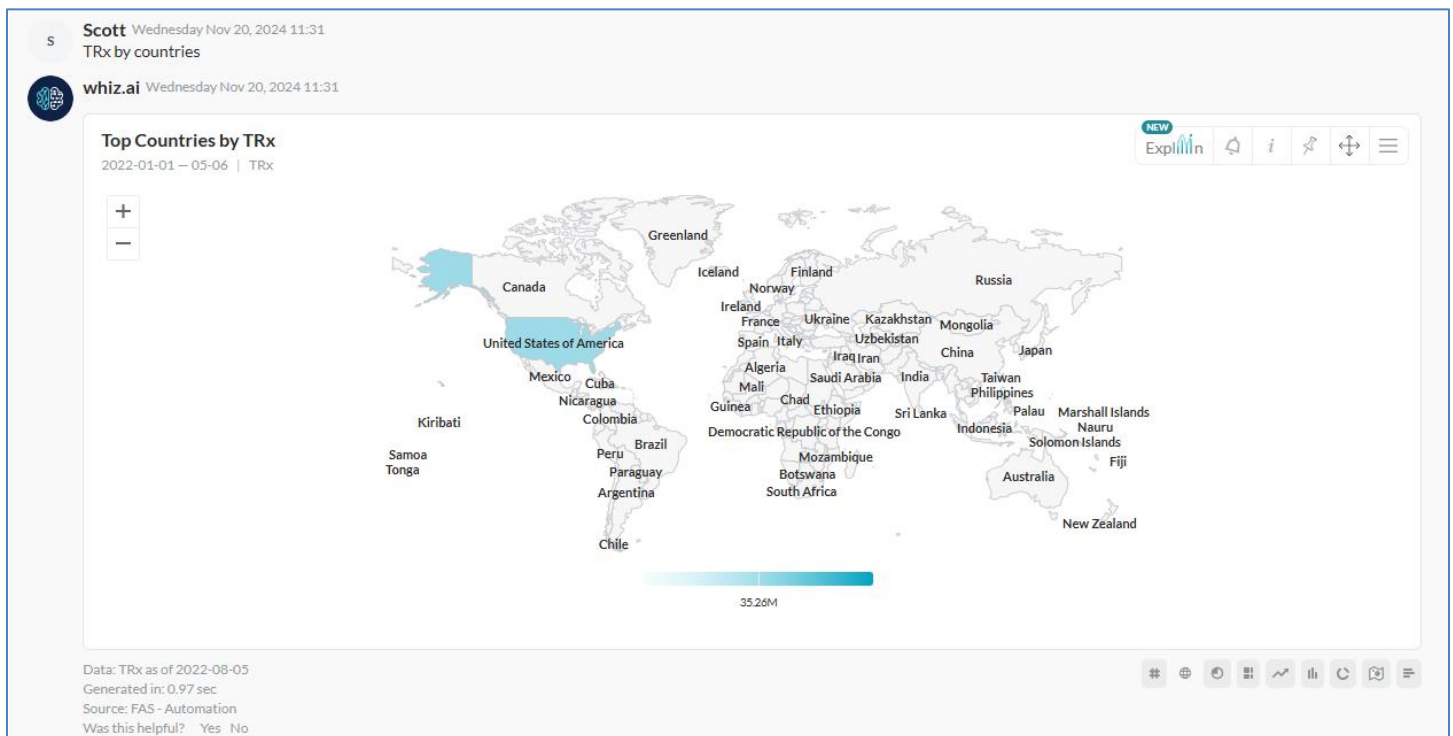 Scott Wednesday Nov 20, 2024 11:31
S
TRx by countries
whiz.ai Wednesday Nov 20, 2024 11:31
Top Countries by TRx
2022-01-01 — 05-06 | TRx
NEW
Explain
i
+
−
Greenland
Iceland
Finland
Russia
Canada
Norway
Ireland
France
Ukraine
Kazakhstan
Mongolia
United States of America
Spain
Italy
Uzbekistan
China
Japan
Iraq
Iran
Algeria
Mexico
Cuba
Mali
Saudi Arabia
India
Taiwan
Nicaragua
Chad
Philippines
Guinea
Ethiopia
Sri Lanka
Palau
Marshall Islands
Kiribati
Colombia
Democratic Republic of the Congo
Indonesia
Nauru
Brazil
Solomon Islands
Samoa
Peru
Mozambique
Fiji
Tonga
Paraguay
Botswana
Australia
Argentina
South Africa
New Zealand
Chile
35.26M
Data: TRx as of 2022-08-05
Generated in: 0.97 sec
Source: FAS - Automation
Was this helpful? Yes No